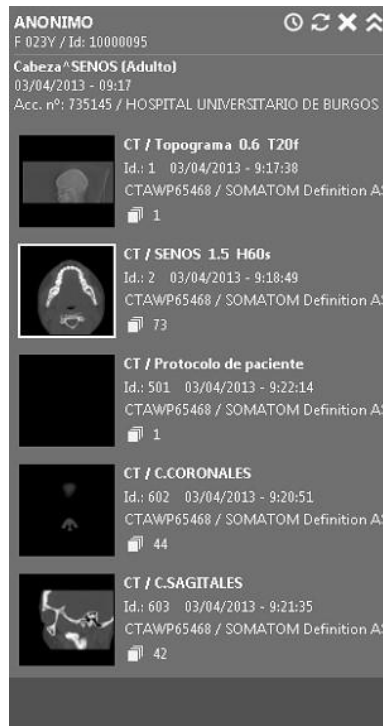 ANONIMO
F 023Y / Id: 10000095
Cabeza^SENOS (Adulto)
03/04/2013 - 09:17
Acc. nº: 735145 / HOSPITAL UNIVERSITARIO DE BURGOS
CT / Topograma 0.6 T20f
Id.: 1 03/04/2013 - 9:17:38
CTAWP65468 / SOMATOM Definition AS
1
CT / SENOS 1.5 H60s
Id.: 2 03/04/2013 - 9:18:49
CTAWP65468 / SOMATOM Definition AS
73
CT / Protocolo de paciente
Id.: 501 03/04/2013 - 9:22:14
CTAWP65468 / SOMATOM Definition AS
1
CT / C.CORONALES
Id.: 602 03/04/2013 - 9:20:51
CTAWP65468 / SOMATOM Definition AS
44
CT / C.SAGITALES
Id.: 603 03/04/2013 - 9:21:35
CTAWP65468 / SOMATOM Definition AS
42